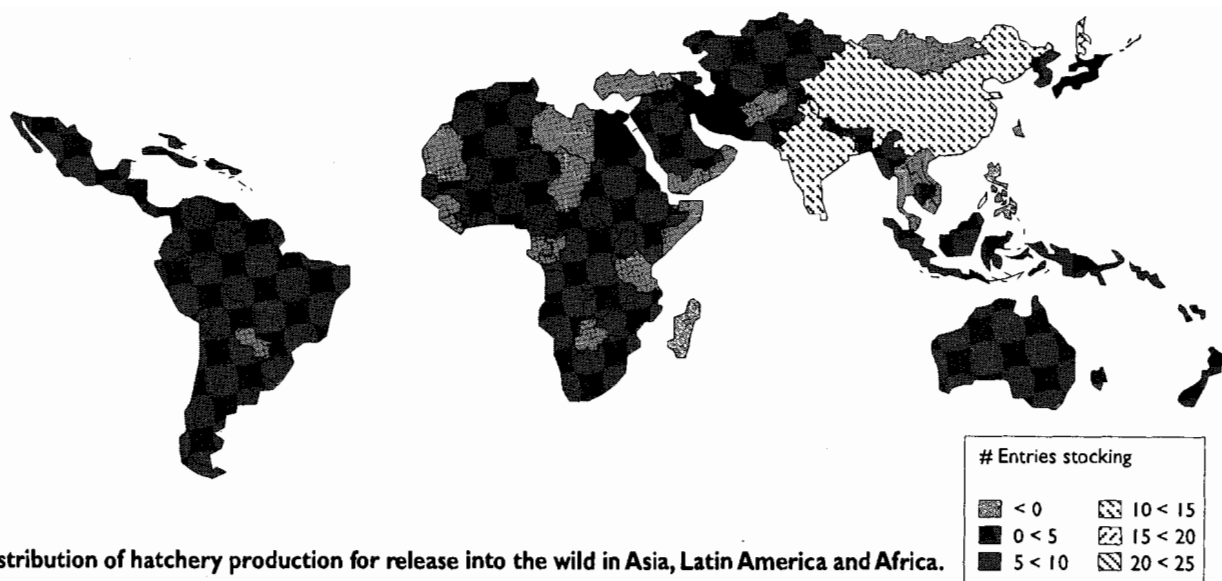 # Entries stocking
< 0
10 < 15
0 < 5
15 < 20
5 < 10
20 < 25
stribution of hatchery production for release into the wild in Asia, Latin America and Africa.